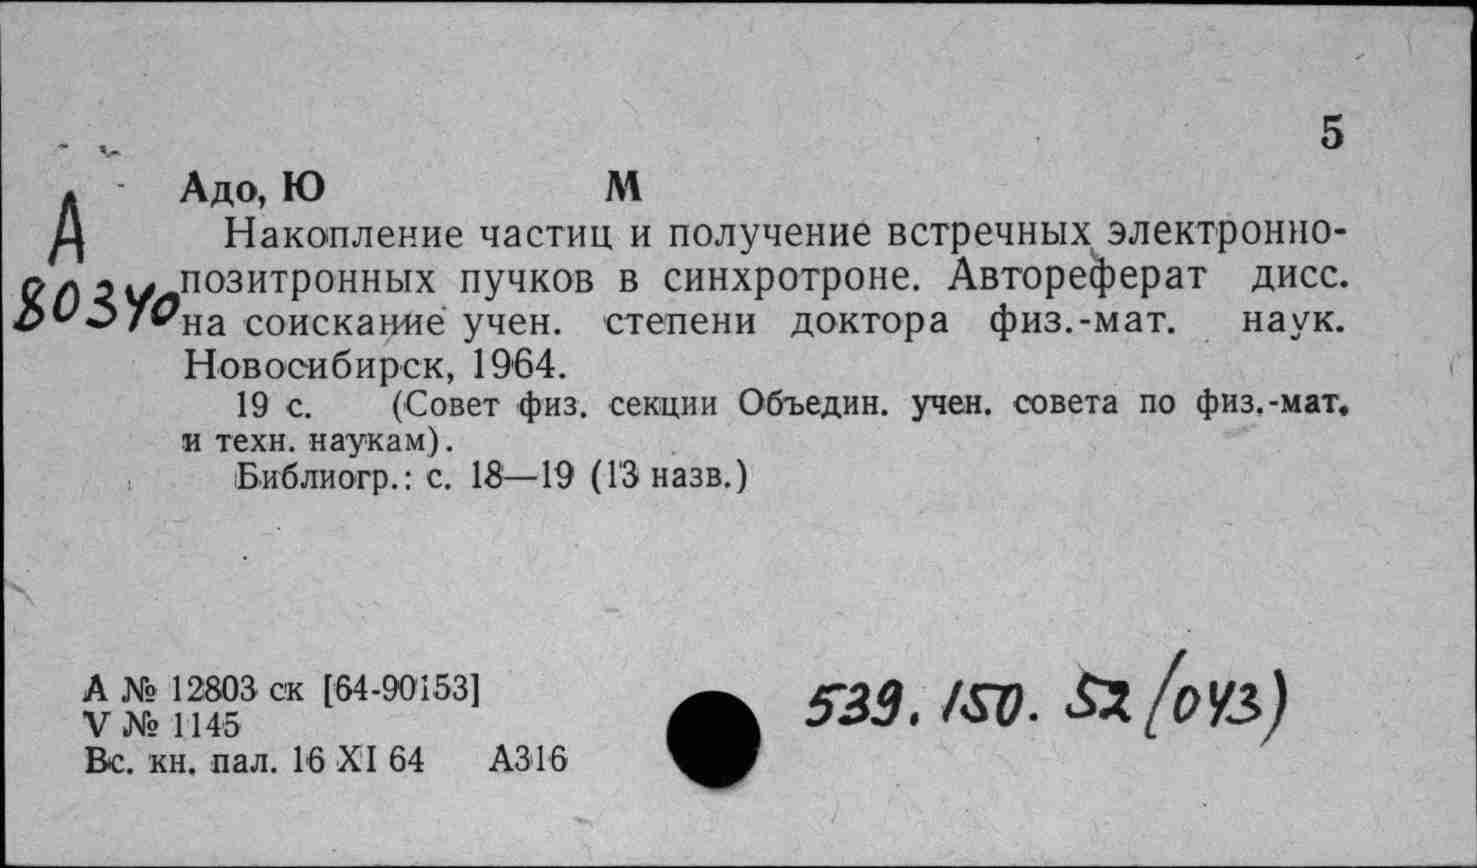 5
Адо, Ю М
А
Накопление частиц и получение встречных электронно-
80340
позитронных пучков в синхротроне. Автореферат дисс.
на соискание учен. степени доктора физ.-мат. наук.
Новосибирск, 1964.
19 с. (Совет физ. секции Объедин. учен. совета по физ.-мат.
и техн. наукам).
Библиогр.: с. 18—19 (13 назв.)
А № 12803 ск [64-90153]
V № 1145
Вс. кн. пал. 16 XI 64 А316
539.150. 52 (043)